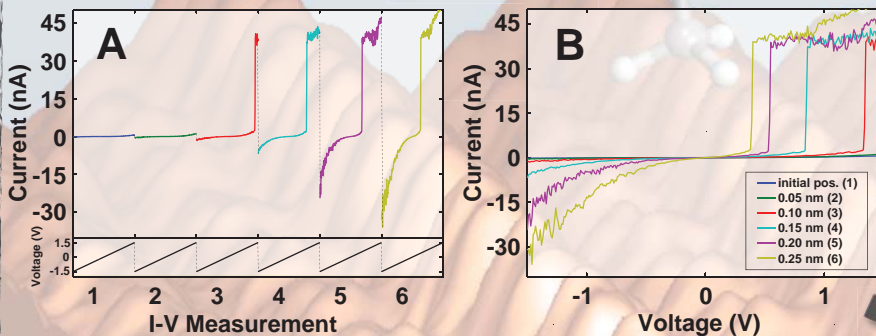 A
Current (nA)
45
30
15
0
-15
-30
Voltage (V)
1.5
0
-1.5
1 2 3 4 5 6
I-V Measurement
B
Current (nA)
45
30
15
0
-15
-30
initial pos. (1)
0.05 nm (2)
0.10 nm (3)
0.15 nm (4)
0.20 nm (5)
0.25 nm (6)
-1 0 1
Voltage (V)